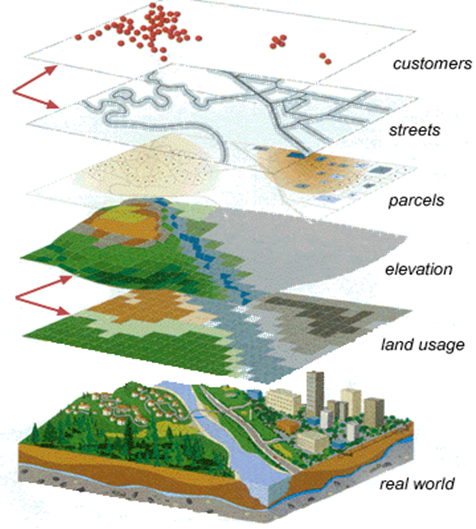 customers
streets
parcels
elevation
land usage
real world